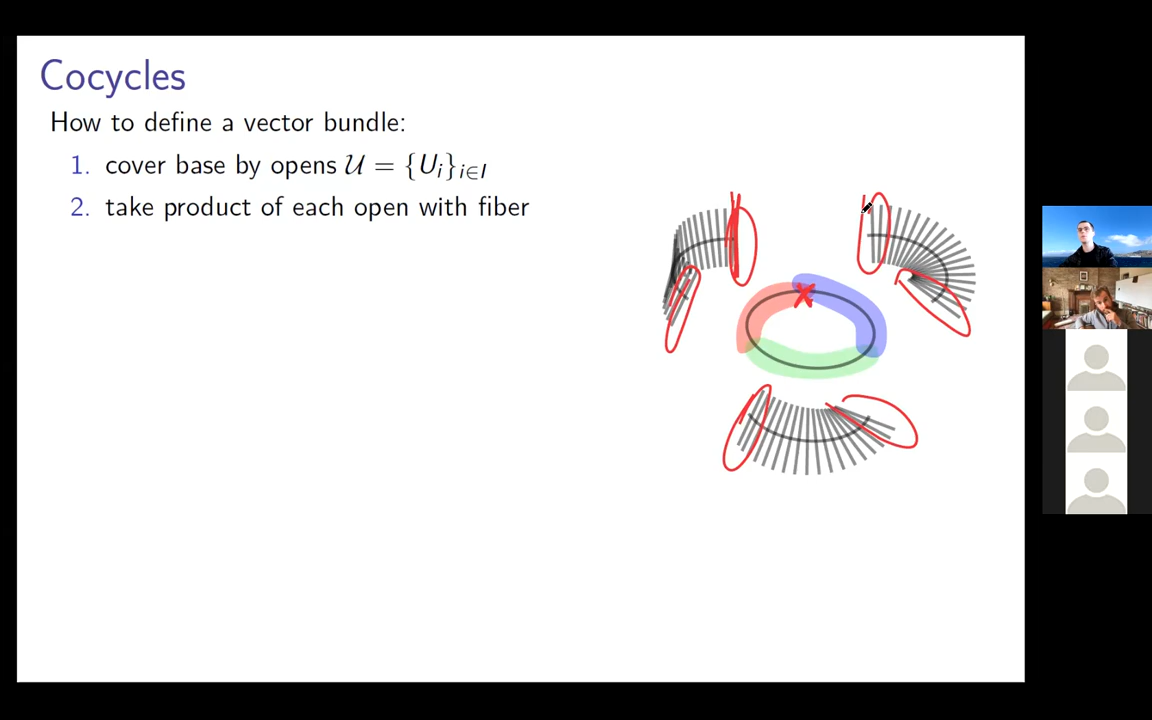 Cocycles
How to define a vector bundle:
1. cover base by opens 𝒰 = {U_i}_{i∈I}
2. take product of each open with fiber